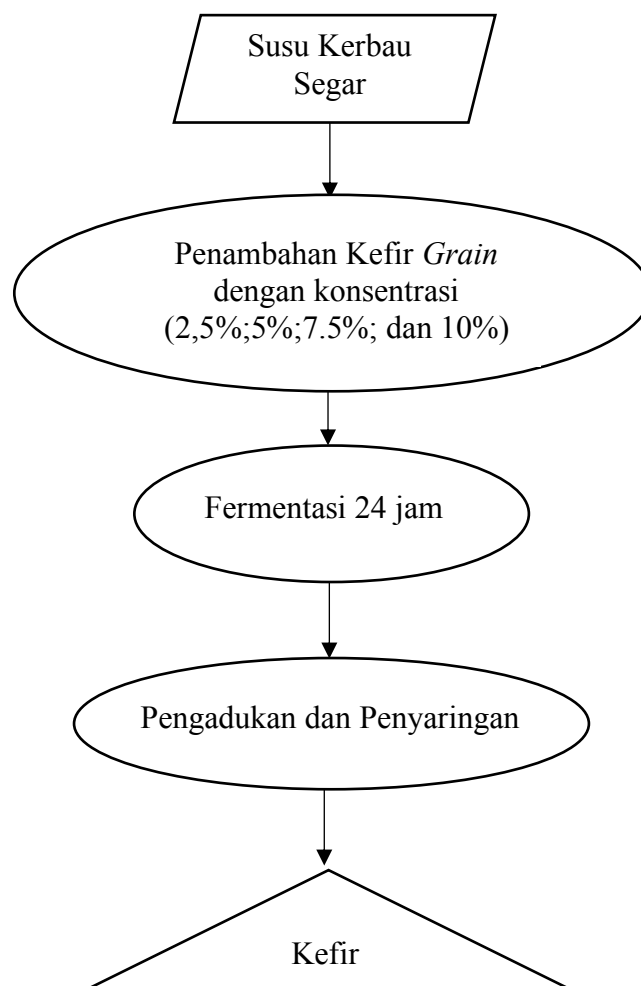 Susu Kerbau
Segar
Penambahan Kefir Grain
dengan konsentrasi
(2,5%;5%;7.5%; dan 10%)
Fermentasi 24 jam
Pengadukan dan Penyaringan
Kefir